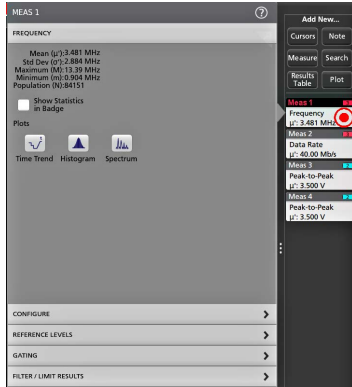 MEAS 1
FREQUENCY
Mean (µ'):3.481 MHz
Std Dev (σ'):2.884 MHz
Maximum (M):13.39 MHz
Minimum (m):0.904 MHz
Population (N):84151
Show Statistics
in Badge
Plots
Time Trend
Histogram
Spectrum
CONFIGURE
REFERENCE LEVELS
GATING
FILTER / LIMIT RESULTS
Add New...
Cursors
Note
Measure
Search
Results
Table
Plot
Meas 1
Frequency
µ': 3.481 MHz
Meas 2
Data Rate
µ': 40.00 Mb/s
Meas 3
Peak-to-Peak
µ': 3.500 V
Meas 4
Peak-to-Peak
µ': 3.500 V